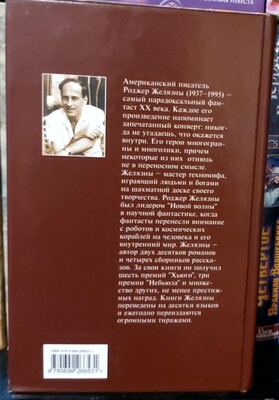 Американский писатель
Роджер Желязны (1937–1995) –
самый парадоксальный фан-
таст XX века. Каждое его
произведение напоминает
запечатанный конверт: никог-
да не угадаешь, что окажется
внутри. Его герои многогран-
ны и многолики, причем
некоторые из них отнюдь
не в переносном смысле.
Желязны – мастер техномифа,
играющий людьми и богами
на шахматной доске своего
творчества. Роджер Желязны
был лидером "Новой волны"
в научной фантастике, когда
фантасты перенесли внимание
с роботов и космических
кораблей на человека и его
внутренний мир. Желязны –
автор двух десятков романов
и четырех сборников расска-
зов. За свои книги он получил
шесть премий "Хьюго", три
премии "Небьюла" и множе-
ство других, не менее престиж-
ных наград. Книги Желязны
переведены на десятки языков
и ежегодно переиздаются
огромными тиражами.
ЧЕТВЕРТОЕ